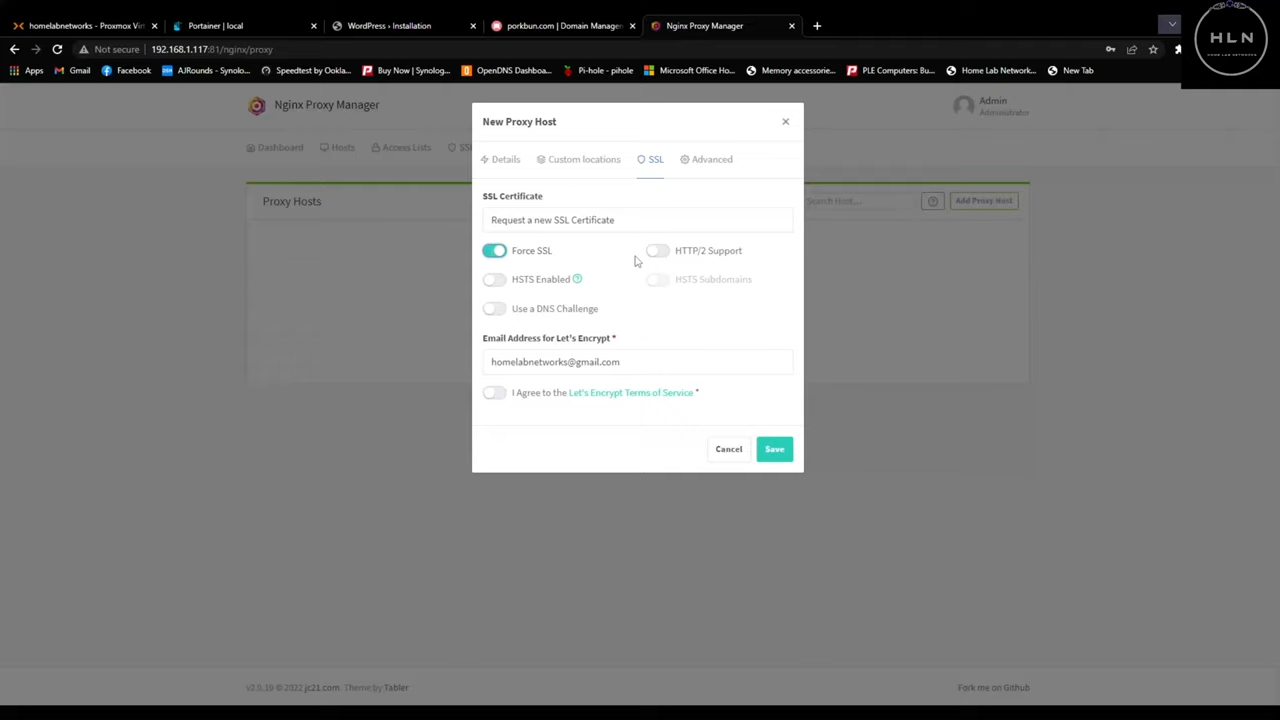 homelabnetworks - Proxmox Virt
Portainer | local
WordPress › Installation
porkbun.com | Domain Managem
Nginx Proxy Manager
Not secure
192.168.1.117:81/nginx/proxy
Apps
Gmail
Facebook
AJRounds - Synolo...
Speedtest by Ookla...
Buy Now | Synolog...
OpenDNS Dashboa...
Pi-hole - pihole
Microsoft Office Ho...
Memory accessorie...
PLE Computers: Bu...
Home Lab Network...
New Tab
HLN
HOME LAB NETWORKS
Nginx Proxy Manager
Admin
Administrator
Dashboard
Hosts
Access Lists
Proxy Hosts
Search Host...
Add Proxy Host
New Proxy Host
Details
Custom locations
SSL
Advanced
SSL Certificate
Request a new SSL Certificate
Force SSL
HTTP/2 Support
HSTS Enabled
HSTS Subdomains
Use a DNS Challenge
Email Address for Let's Encrypt *
homelabnetworks@gmail.com
I Agree to the Let's Encrypt Terms of Service *
Cancel
Save
v2.9.19 © 2022 jc21.com. Theme by Tabler
Fork me on Github